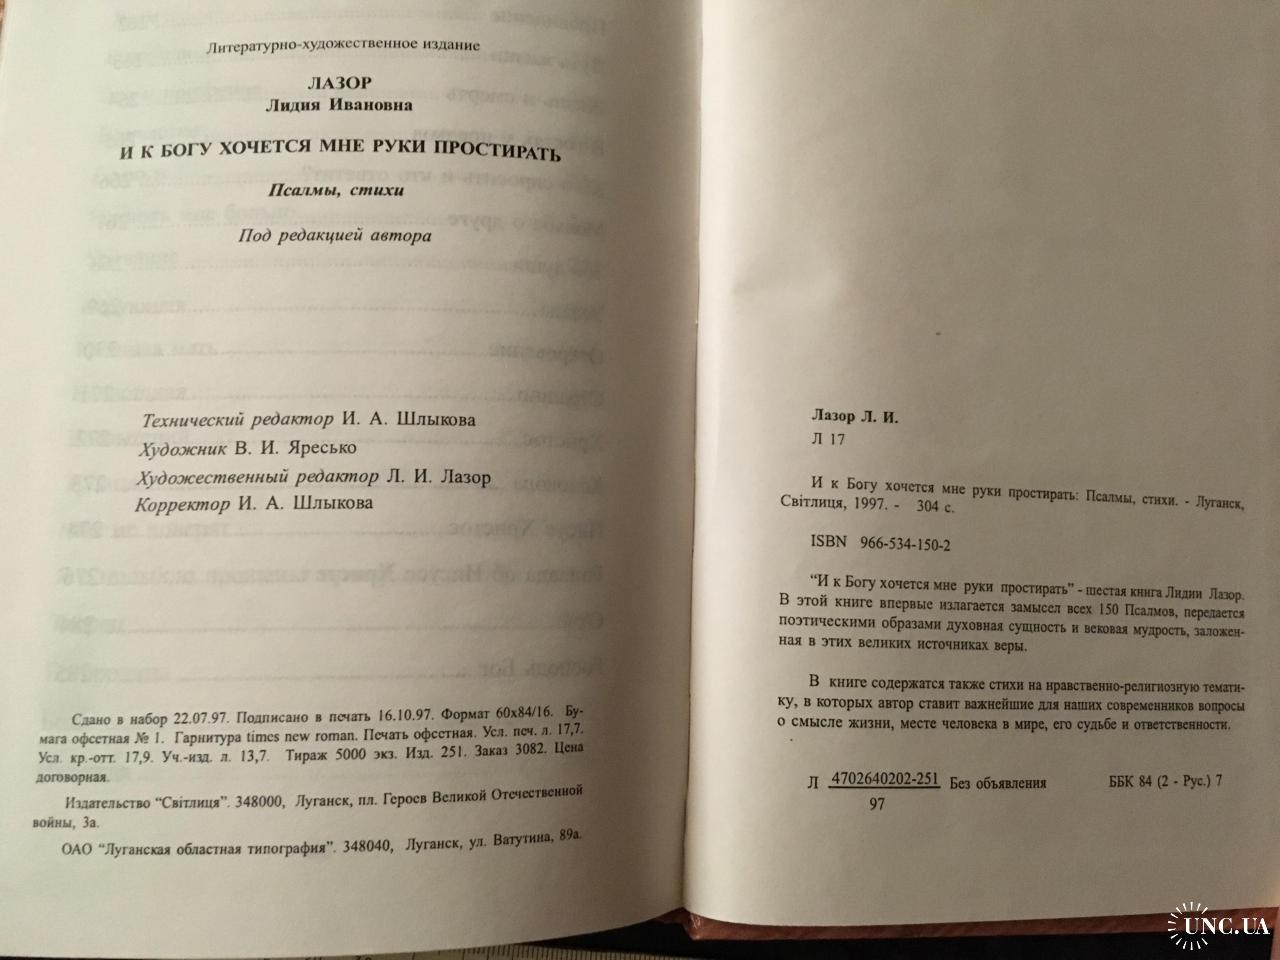 Литературно-художественное издание
ЛАЗОР
Лидия Ивановна
И К БОГУ ХОЧЕТСЯ МНЕ РУКИ ПРОСТИРАТЬ
Псалмы, стихи
Под редакцией автора
Технический редактор И. А. Шлыкова
Художник В. И. Яресько
Художественный редактор Л. И. Лазор
Корректор И. А. Шлыкова
Сдано в набор 22.07.97. Подписано в печать 16.10.97. Формат 60x84/16. Бу-
мага офсетная № 1. Гарнитура times new roman. Печать офсетная. Усл. печ. л. 17,7.
Усл. кр.-отт. 17,9. Уч.-изд. л. 13,7. Тираж 5000 экз. Изд. 251. Заказ 3082. Цена
договорная.
Издательство “Світлиця”. 348000, Луганск, пл. Героев Великой Отечественной
войны, 3а.
ОАО “Луганская областная типография”. 348040, Луганск, ул. Ватутина, 89а.
Лазор Л. И.
Л 17
И к Богу хочется мне руки простирать: Псалмы, стихи. - Луганск,
Світлиця, 1997. - 304 с.
ISBN 966-534-150-2
“И к Богу хочется мне руки простирать” - шестая книга Лидии Лазор.
В этой книге впервые излагается замысел всех 150 Псалмов, передается
поэтическими образами духовная сущность и вековая мудрость, заложен-
ная в этих великих источниках веры.
В книге содержатся также стихи на нравственно-религиозную темати-
ку, в которых автор ставит важнейшие для наших современников вопросы
о смысле жизни, месте человека в мире, его судьбе и ответственности.
Л 4702640202-251 Без объявления ББК 84 (2 - Рус.) 7
97
UNC.UA